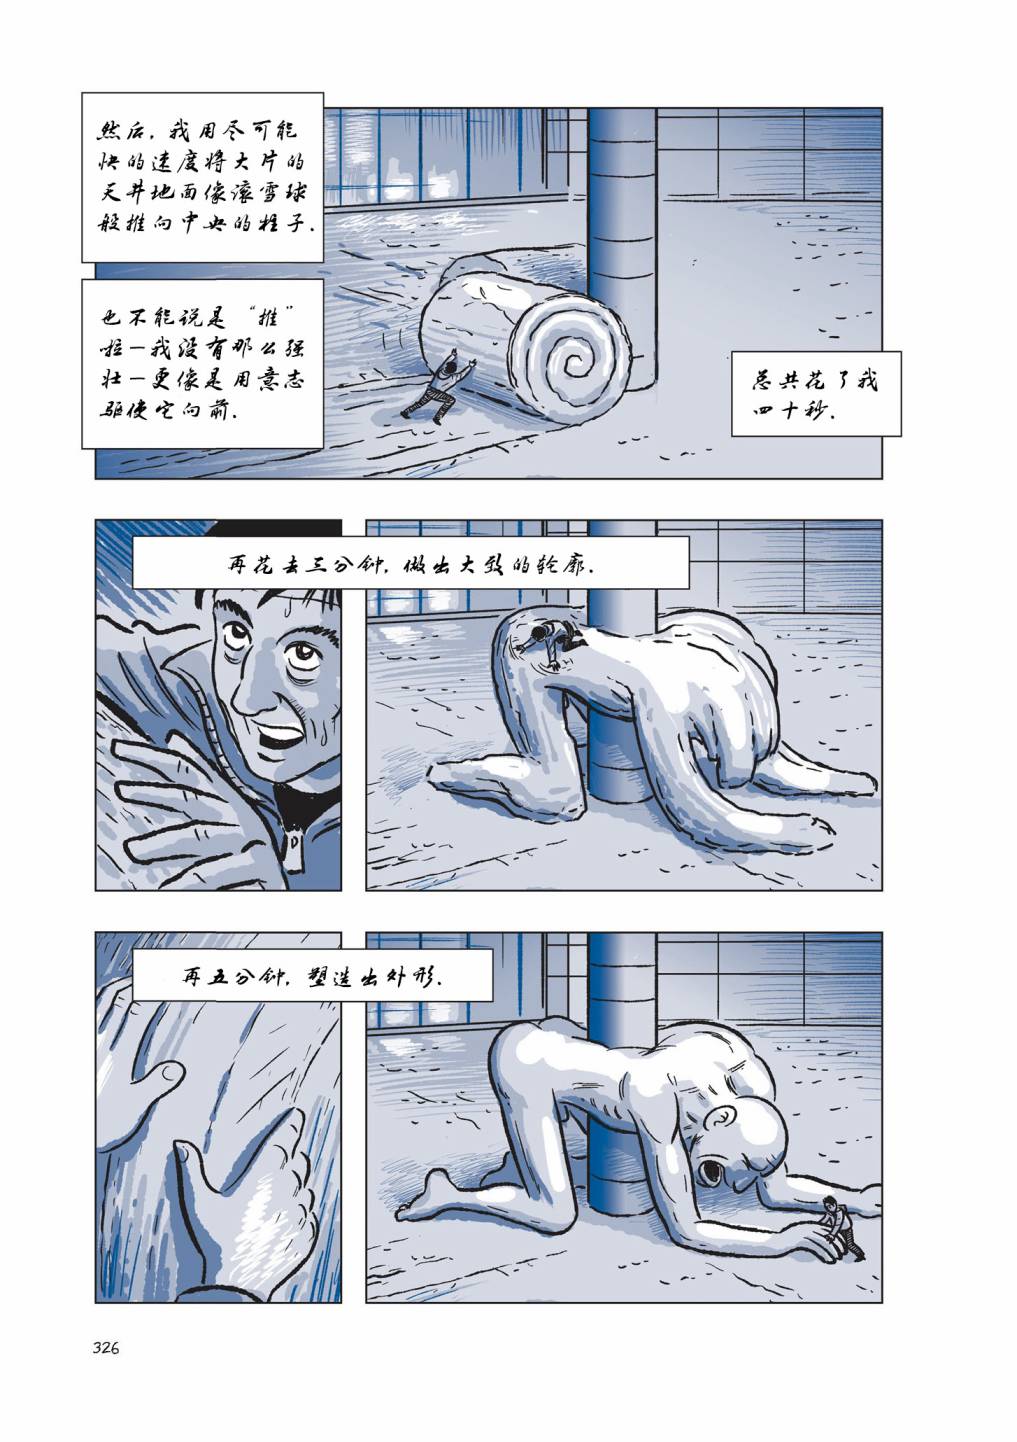 然后，我用尽可能
快的速度将大片的
天井地面像滚雪球
般推向中央的柱子.
也不能说是“推”
啦—我没有那么强
壮—更像是用意志
驱使它向前.
总共花了我
四十秒.
再花去三分钟，做出大致的轮廓.
再五分钟，塑造出外形.
326